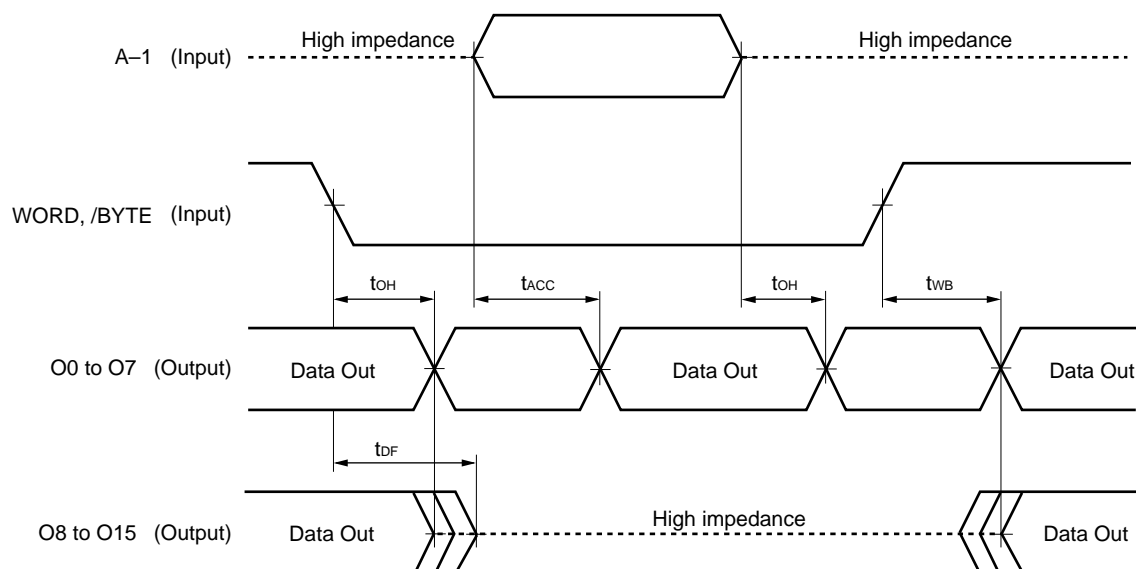 High impedance
High impedance
A–1 (Input)
WORD, /BYTE (Input)
tOH
tACC
tOH
tWB
O0 to O7 (Output)
Data Out
Data Out
Data Out
tDF
High impedance
O8 to O15 (Output)
Data Out
Data Out